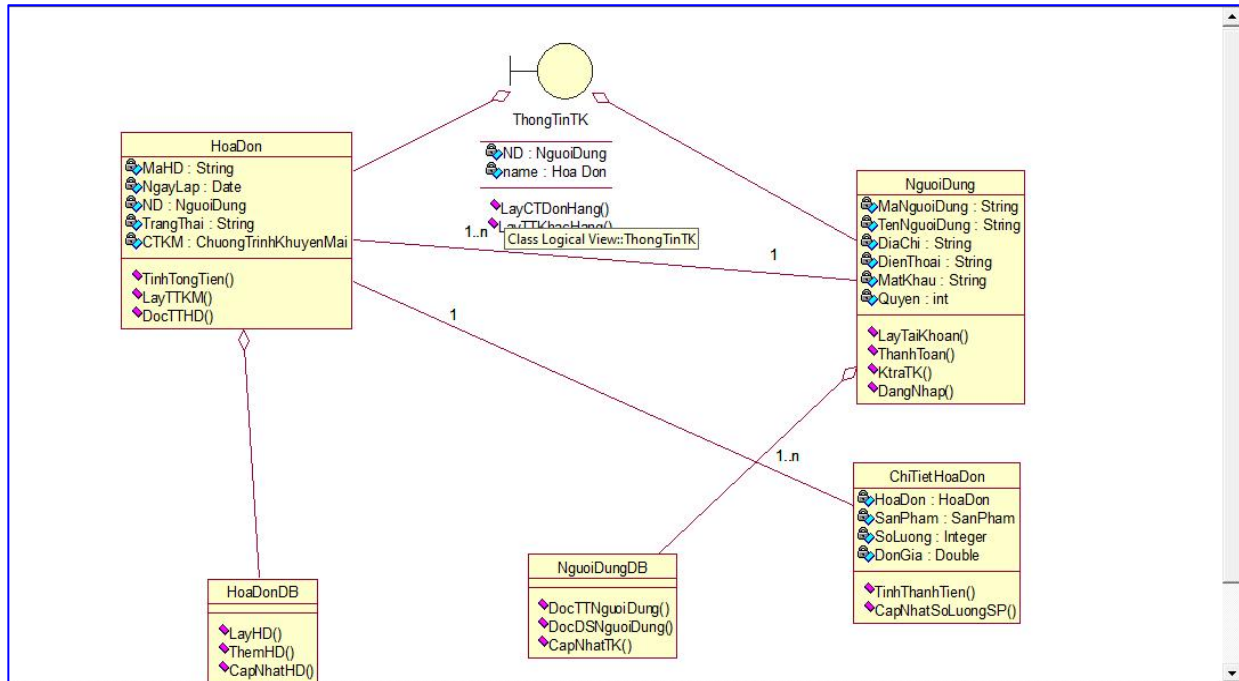 ThongTinTK
ND : NguoiDung
name : Hoa Don
LayCTDonHang()
LayTTKhacHang()
Class Logical View::ThongTinTK
HoaDon
MaHD : String
NgayLap : Date
ND : NguoiDung
TrangThai : String
CTKM : ChuongTrinhKhuyenMai
TinhTongTien()
LayTTKM()
DocTTHD()
NguoiDung
MaNguoiDung : String
TenNguoiDung : String
DiaChi : String
DienThoai : String
MatKhau : String
Quyen : int
LayTaiKhoan()
ThanhToan()
KtraTK()
DangNhap()
1..n
1
1
1..n
ChiTietHoaDon
HoaDon : HoaDon
SanPham : SanPham
SoLuong : Integer
DonGia : Double
TinhThanhTien()
CapNhatSoLuongSP()
NguoiDungDB
DocTTNguoiDung()
DocDSNguoiDung()
CapNhatTK()
HoaDonDB
LayHD()
ThemHD()
CapNhatHD()